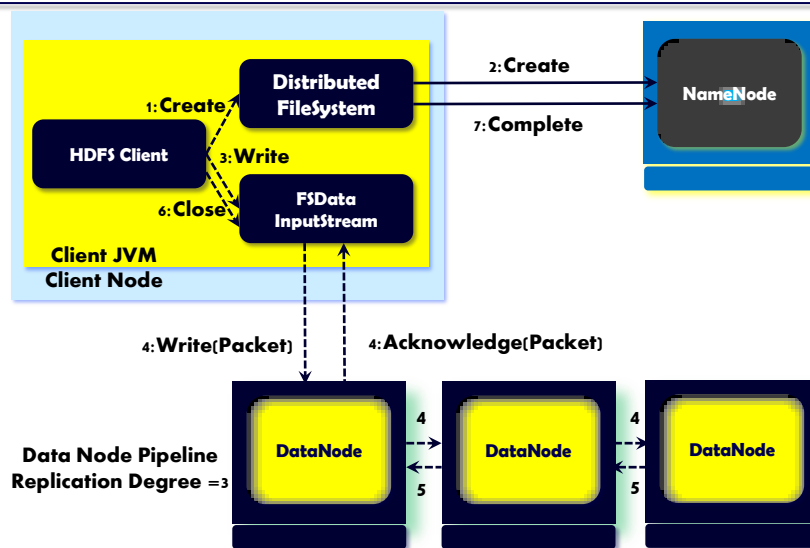 Distributed
FileSystem
2:Create
NameNode
1:Create
7:Complete
HDFS Client
3:Write
6:Close
FSData
InputStream
Client JVM
Client Node
4:Write(Packet)
4:Acknowledge(Packet)
DataNode
4
DataNode
4
DataNode
5
5
Data Node Pipeline
Replication Degree =3